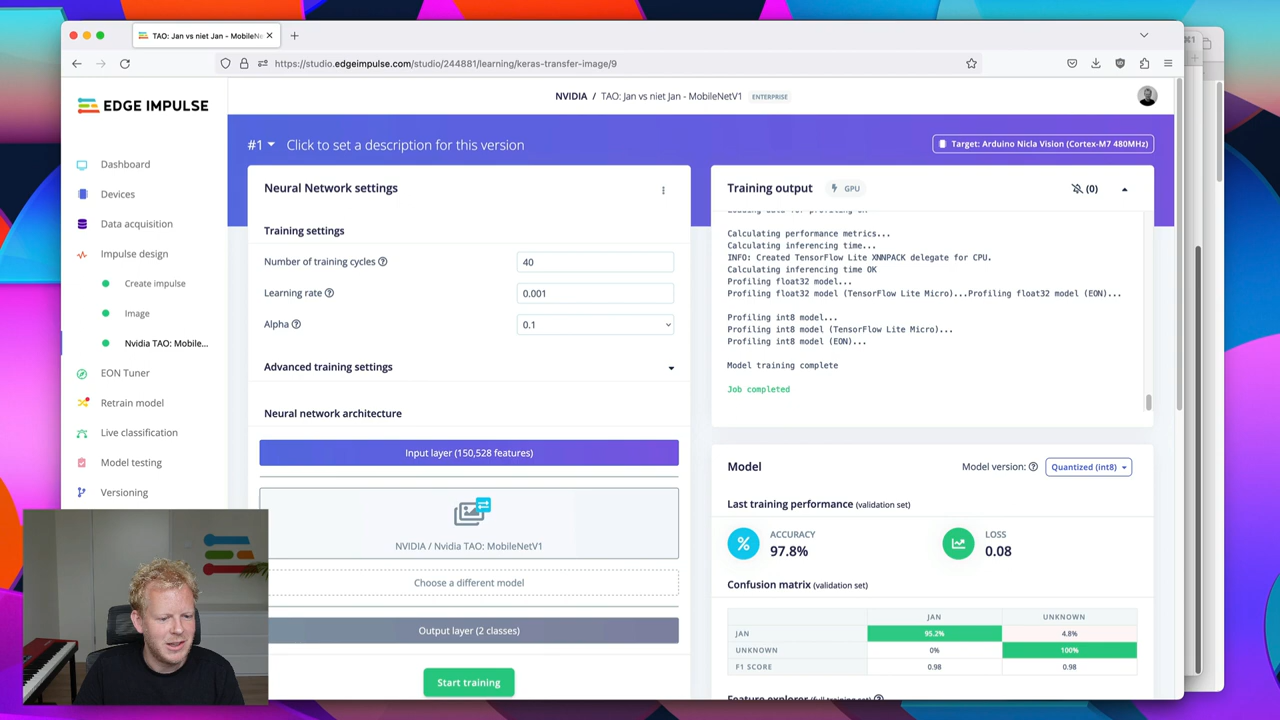 TAO: Jan vs niet Jan - MobileNe
https://studio.edgeimpulse.com/studio/244881/learning/keras-transfer-image/9
EDGE IMPULSE
NVIDIA / TAO: Jan vs niet Jan - MobileNetV1 ENTERPRISE
#1 Click to set a description for this version
Target: Arduino Nicla Vision (Cortex-M7 480MHz)
Dashboard
Devices
Data acquisition
Impulse design
Create impulse
Image
Nvidia TAO: Mobile...
EON Tuner
Retrain model
Live classification
Model testing
Versioning
Neural Network settings
Training settings
Number of training cycles 40
Learning rate 0.001
Alpha 0.1
Advanced training settings
Neural network architecture
Input layer (150,528 features)
NVIDIA / Nvidia TAO: MobileNetV1
Choose a different model
Output layer (2 classes)
Start training
Training output GPU (0)
Calculating performance metrics...
Calculating inferencing time...
INFO: Created TensorFlow Lite XNNPACK delegate for CPU.
Calculating inferencing time OK
Profiling float32 model...
Profiling float32 model (TensorFlow Lite Micro)...Profiling float32 model (EON)...
Profiling int8 model...
Profiling int8 model (TensorFlow Lite Micro)...
Profiling int8 model (EON)...
Model training complete
Job completed
Model
Model version: Quantized (int8)
Last training performance (validation set)
% ACCURACY
97.8%
LOSS
0.08
Confusion matrix (validation set)
JAN UNKNOWN
JAN 95.2% 4.8%
UNKNOWN 0% 100%
F1 SCORE 0.98 0.98